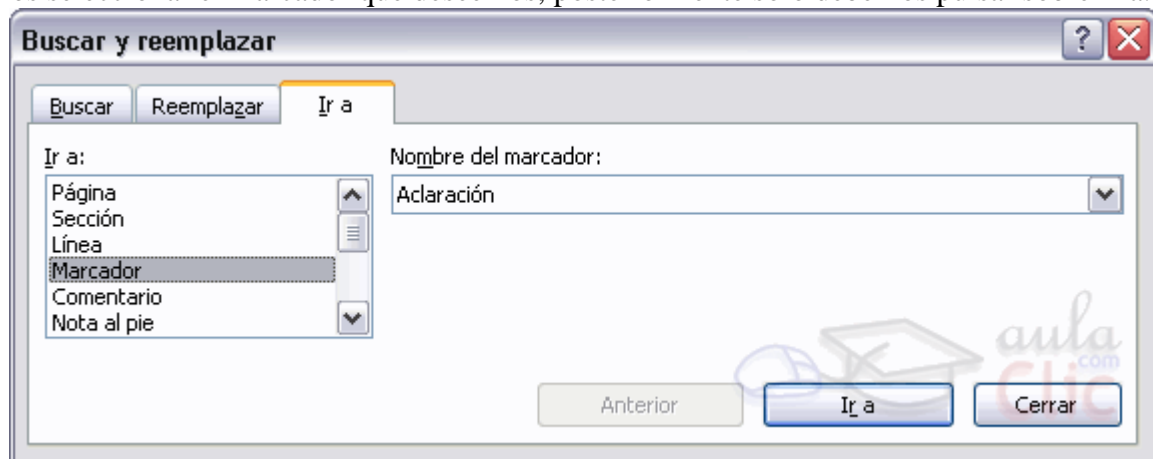 Buscar y reemplazar
Buscar Reemplazar Ir a
Ir a:
Nombre del marcador:
Página
Aclaración
Sección
Línea
Marcador
Comentario
Nota al pie
aula
.com
Clic
Anterior Ir a Cerrar